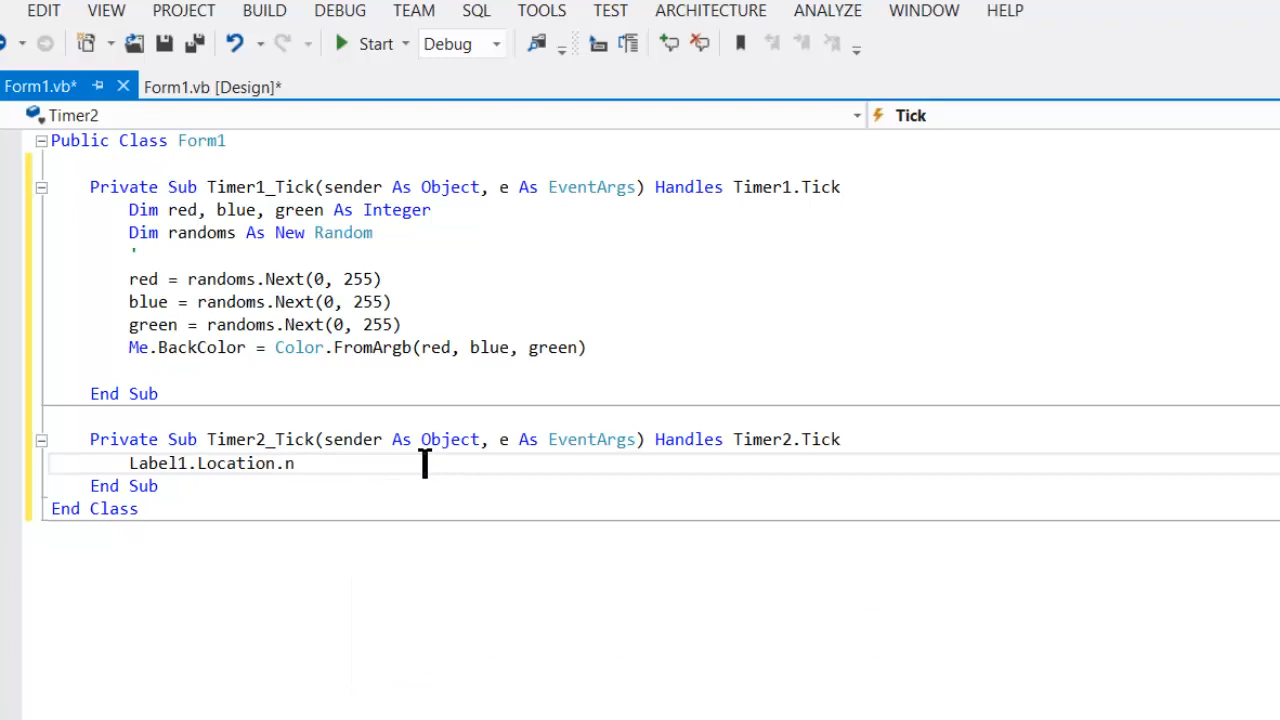 EDIT VIEW PROJECT BUILD DEBUG TEAM SQL TOOLS TEST ARCHITECTURE ANALYZE WINDOW HELP
Start Debug
Form1.vb* Form1.vb [Design]*
Timer2 Tick
Public Class Form1
Private Sub Timer1_Tick(sender As Object, e As EventArgs) Handles Timer1.Tick
Dim red, blue, green As Integer
Dim randoms As New Random
'
red = randoms.Next(0, 255)
blue = randoms.Next(0, 255)
green = randoms.Next(0, 255)
Me.BackColor = Color.FromArgb(red, blue, green)
End Sub
Private Sub Timer2_Tick(sender As Object, e As EventArgs) Handles Timer2.Tick
Label1.Location.n
End Sub
End Class